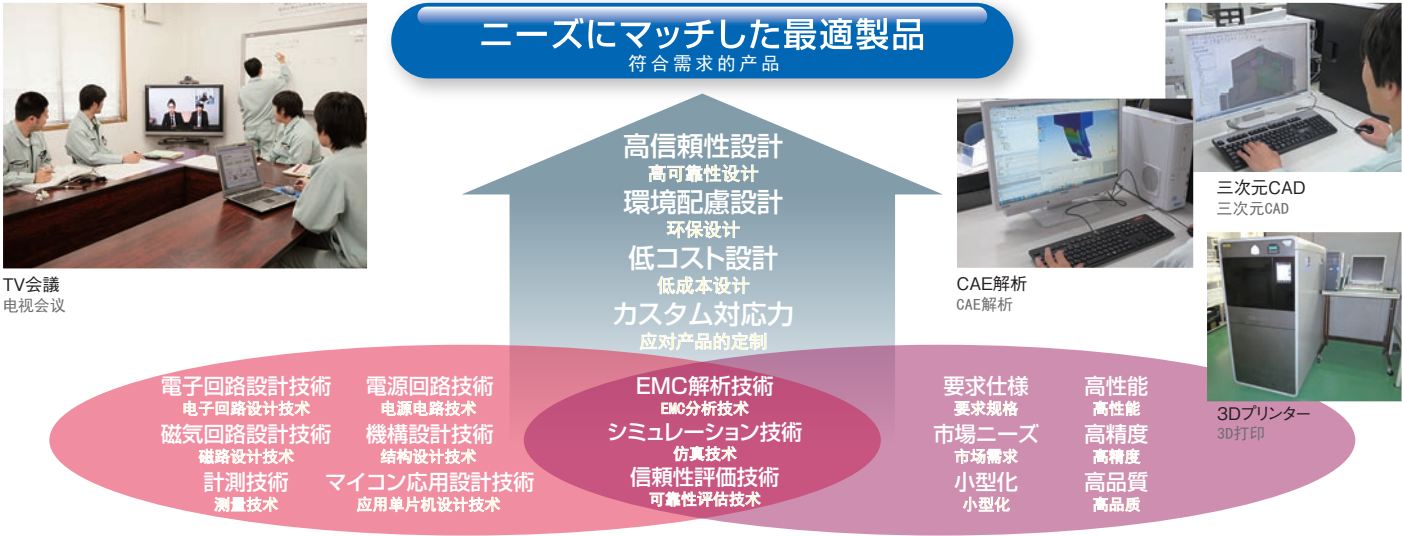 ニーズにマッチした最適製品
符合需求的产品
TV会議
电视会议
高信頼性設計
高可靠性设计
環境配慮設計
环保设计
低コスト設計
低成本设计
カスタム対応力
应对产品的定制
三次元CAD
三次元CAD
CAE解析
CAE解析
3Dプリンター
3D打印
電子回路設計技術
电子回路设计技术
電源回路技術
电源电路技术
磁気回路設計技術
磁路设计技术
機構設計技術
结构设计技术
計測技術
测量技术
マイコン応用設計技術
应用单片机设计技术
EMC解析技術
EMC分析技术
シミュレーション技術
仿真技术
信頼性評価技術
可靠性评估技术
要求仕様
要求规格
高性能
高性能
市場ニーズ
市场需求
高精度
高精度
小型化
小型化
高品質
高品质